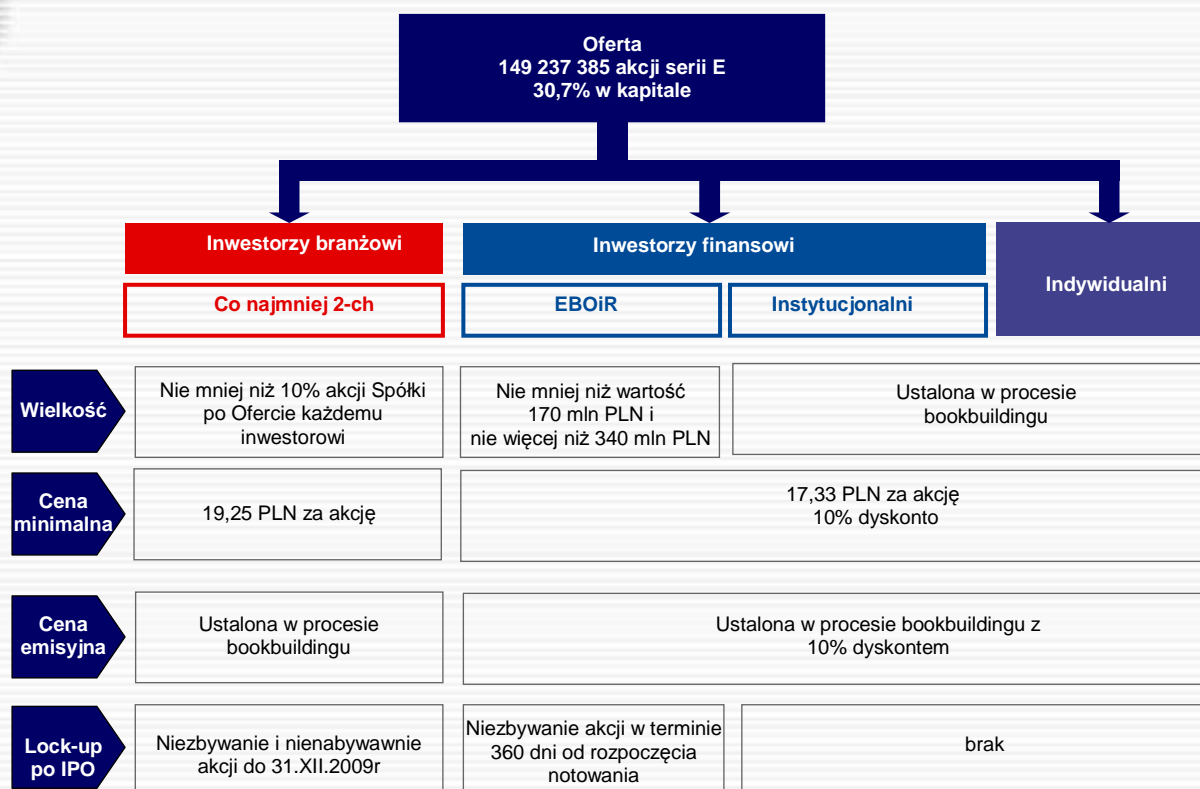 Oferta
149 237 385 akcji serii E
30,7% w kapitale
Inwestorzy branżowi
Inwestorzy finansowi
Indywidualni
Co najmniej 2-ch
EBOiR
Instytucjonalni
Wielkość
Nie mniej niż 10% akcji Spółki
po Ofercie każdemu
inwestorowi
Nie mniej niż wartość
170 mln PLN i
nie więcej niż 340 mln PLN
Ustalona w procesie
bookbuildingu
Cena
minimalna
19,25 PLN za akcję
17,33 PLN za akcję
10% dyskonto
Cena
emisyjna
Ustalona w procesie
bookbuildingu
Ustalona w procesie bookbuildingu z
10% dyskontem
Lock-up
po IPO
Niezbywanie i nienabywawnie
akcji do 31.XII.2009r
Niezbywanie akcji w terminie
360 dni od rozpoczęcia
notowania
brak